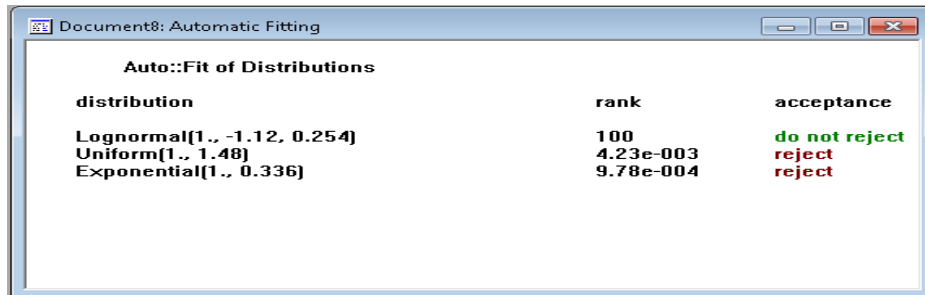 Document8: Automatic Fitting
Auto::Fit of Distributions
distribution rank acceptance
Lognormal(1., -1.12, 0.254) 100 do not reject
Uniform(1., 1.48) 4.23e-003 reject
Exponential(1., 0.336) 9.78e-004 reject